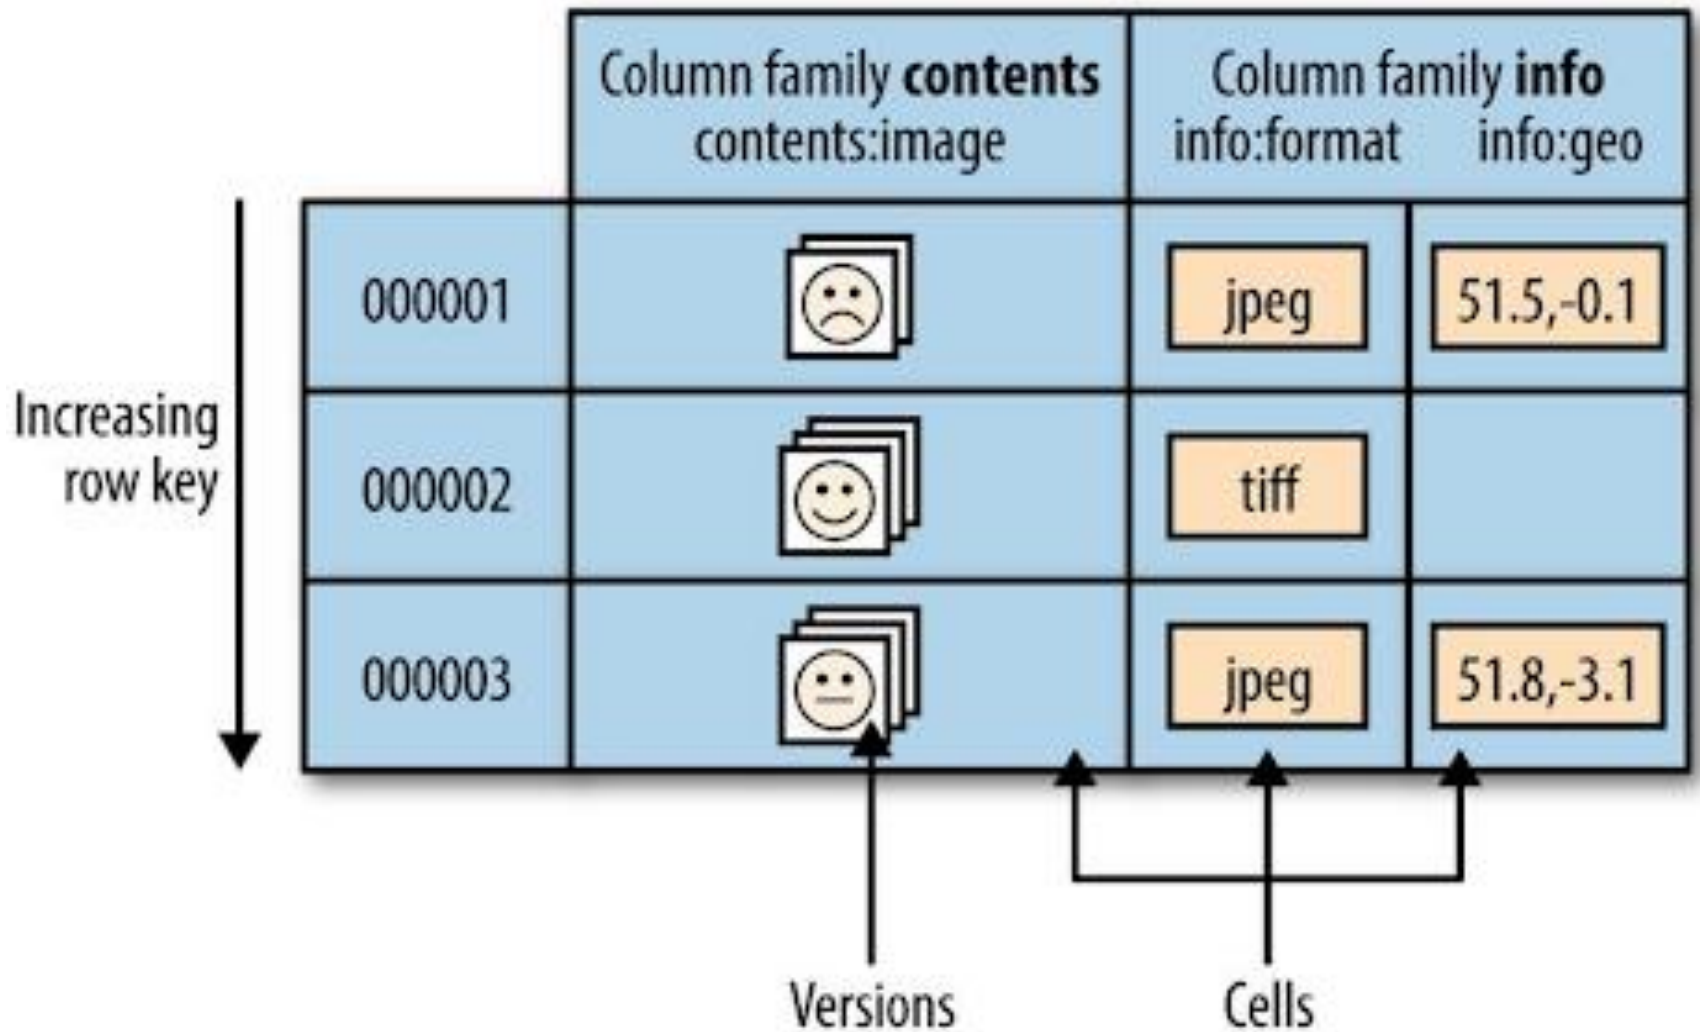 Column family contents
contents:image
Column family info
info:format info:geo
000001
jpeg
51.5,-0.1
Increasing
row key
000002
tiff
000003
jpeg
51.8,-3.1
Versions
Cells